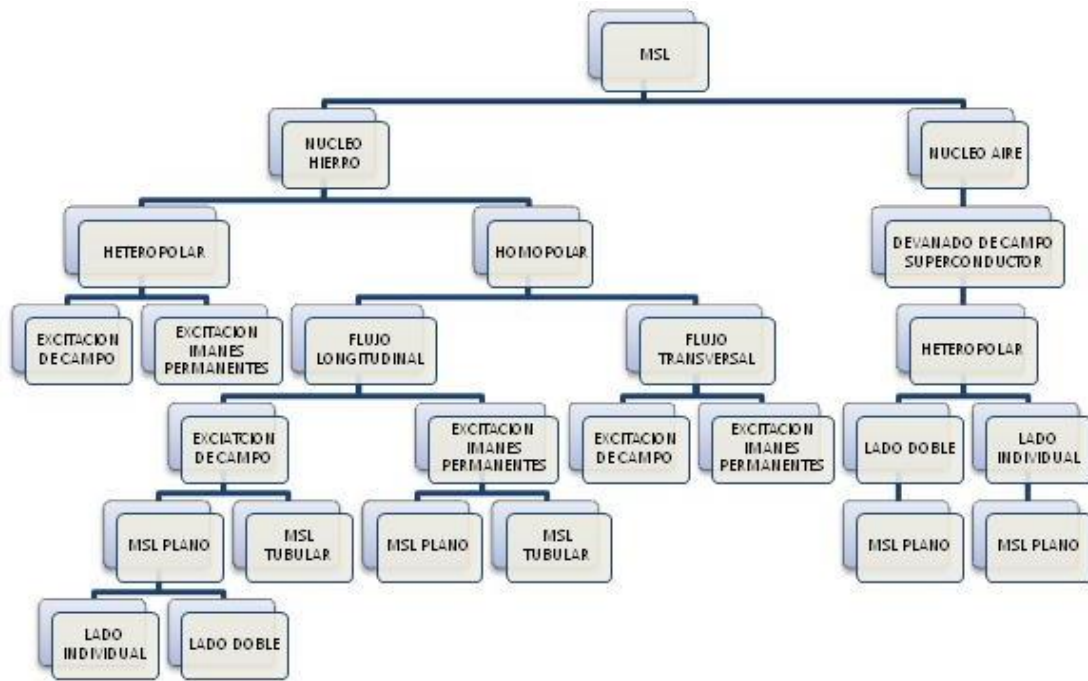 MSL
NUCLEO
HIERRO
NUCLEO AIRE
HETEROPOLAR
HOMOPOLAR
DEVANADO DE CAMPO
SUPERCONDUCTOR
EXCITACION
DE CAMPO
EXCITACION
IMANES
PERMANENTES
FLUJO
LONGITUDINAL
FLUJO
TRANSVERSAL
HETEROPOLAR
EXCIATCION
DE CAMPO
EXCITACION
IMANES
PERMANENTES
EXCITACION
DE CAMPO
EXCITACION
IMANES
PERMANENTES
LADO DOBLE
LADO
INDIVIDUAL
MSL PLANO
MSL
TUBULAR
MSL PLANO
MSL
TUBULAR
MSL PLANO
MSL PLANO
LADO
INDIVIDUAL
LADO DOBLE